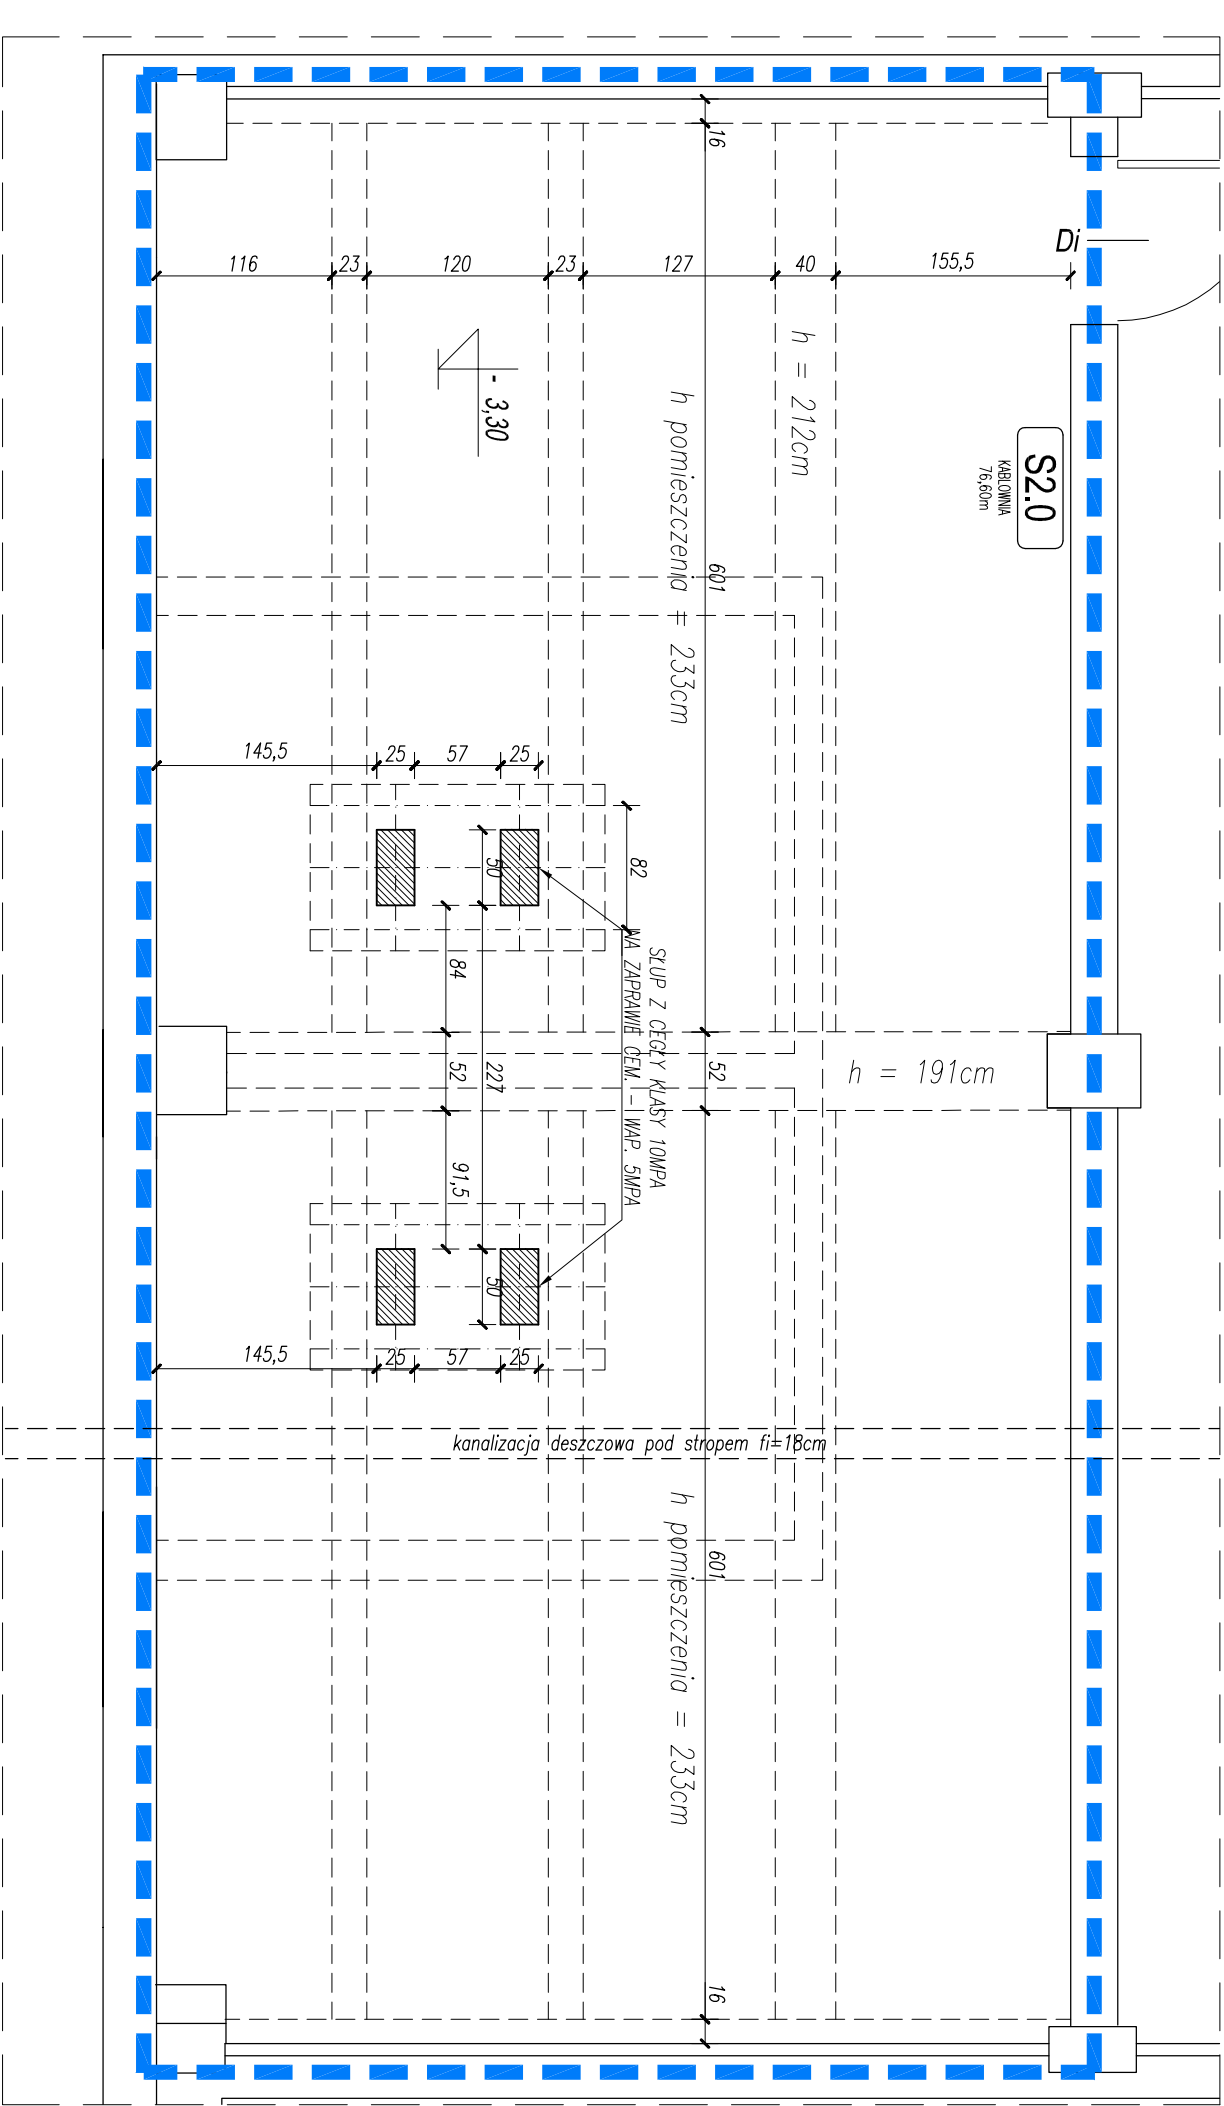 16
Di
116
23
120
23
127
40
155,5
h = 212cm
- 3,30
h pomieszczenia = 233cm
S2.0
KABLOWNIA
76,60m
601
145,5
25
57
25
50
82
SŁUP Z CEGŁY KLASY 10MPA
NA ZAPRAWIE CEM. - WAP. 5MPA
84
52
227
52
h = 191cm
91,5
50
145,5
25
57
25
kanalizacja deszczowa pod stropem fi=18cm
h pomieszczenia = 233cm
601
16